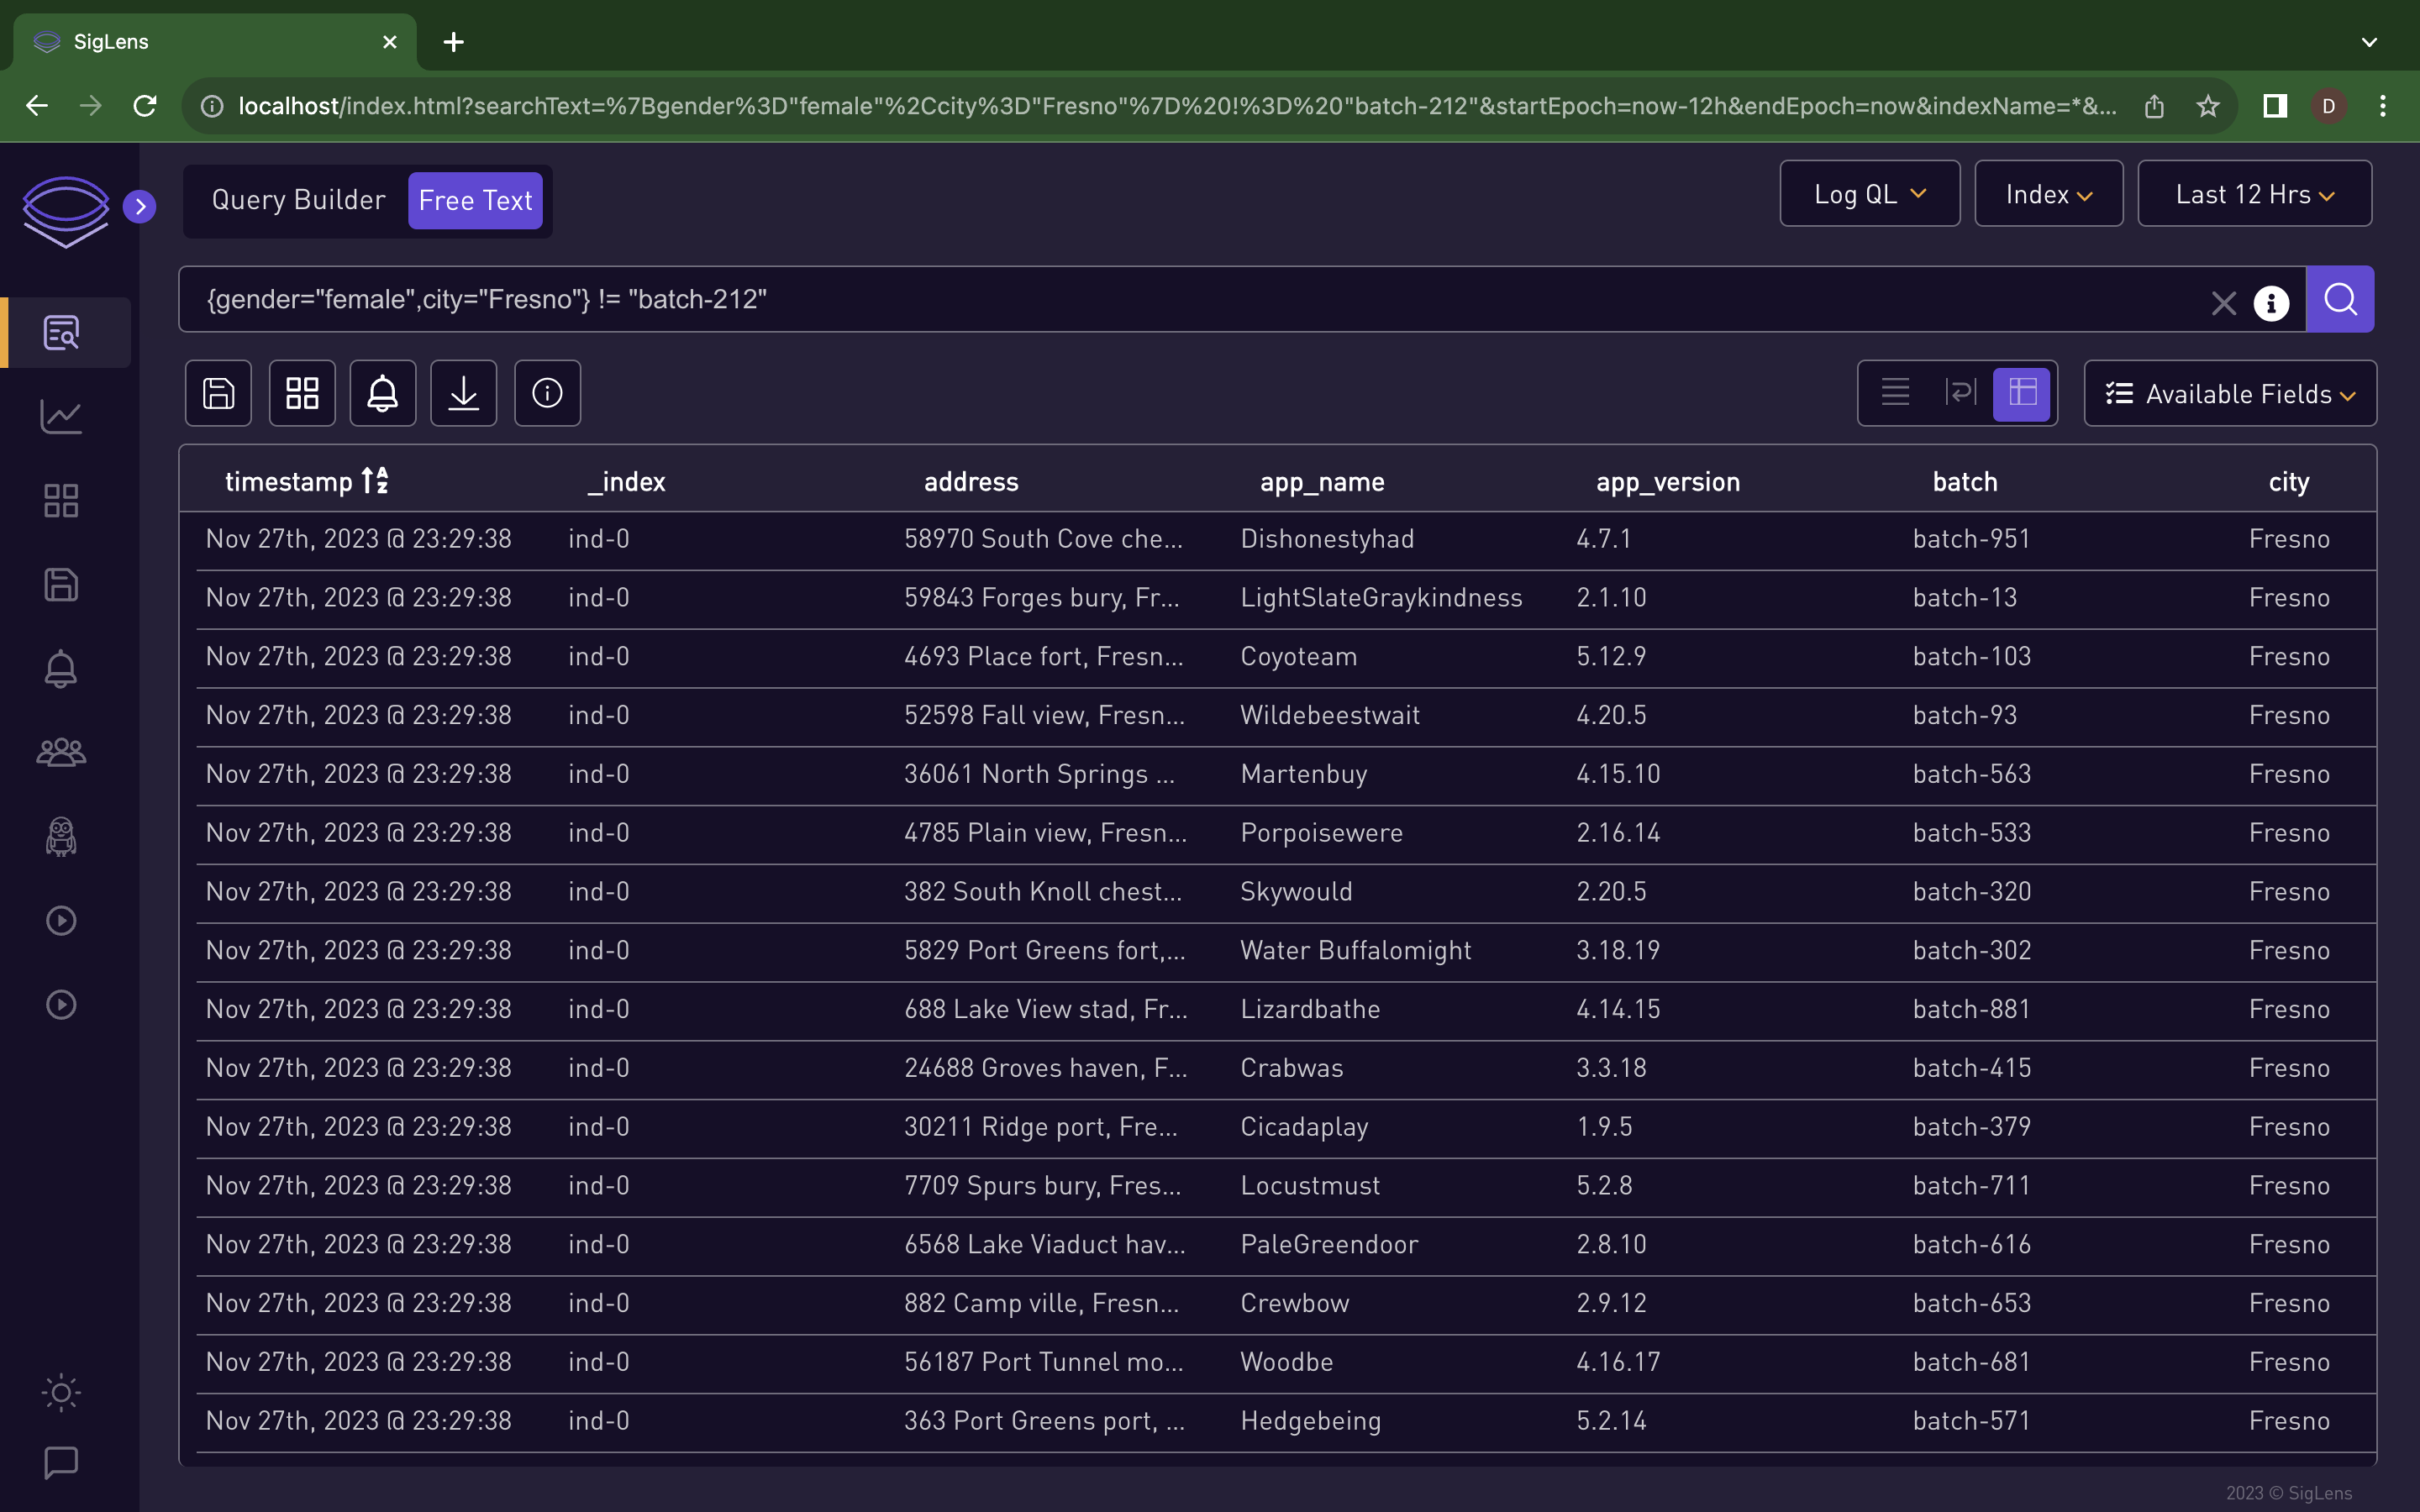 SigLens
localhost/index.html?searchText=%7Bgender%3D"female"%2Ccity%3D"Fresno"%7D%20!%3D%20"batch-212"&startEpoch=now-12h&endEpoch=now&indexName=*&...
D
Query Builder Free Text Log QL Index Last 12 Hrs
{gender="female",city="Fresno"} != "batch-212"
Available Fields
timestamp _index address app_name app_version batch city
Nov 27th, 2023 @ 23:29:38 ind-0 58970 South Cove che... Dishonestyhad 4.7.1 batch-951 Fresno
Nov 27th, 2023 @ 23:29:38 ind-0 59843 Forges bury, Fr... LightSlateGraykindness 2.1.10 batch-13 Fresno
Nov 27th, 2023 @ 23:29:38 ind-0 4693 Place fort, Fresn... Coyoteam 5.12.9 batch-103 Fresno
Nov 27th, 2023 @ 23:29:38 ind-0 52598 Fall view, Fresn... Wildebeestwait 4.20.5 batch-93 Fresno
Nov 27th, 2023 @ 23:29:38 ind-0 36061 North Springs ... Martenbuy 4.15.10 batch-563 Fresno
Nov 27th, 2023 @ 23:29:38 ind-0 4785 Plain view, Fresn... Porpoisewere 2.16.14 batch-533 Fresno
Nov 27th, 2023 @ 23:29:38 ind-0 382 South Knoll chest... Skywould 2.20.5 batch-320 Fresno
Nov 27th, 2023 @ 23:29:38 ind-0 5829 Port Greens fort,... Water Buffalomight 3.18.19 batch-302 Fresno
Nov 27th, 2023 @ 23:29:38 ind-0 688 Lake View stad, Fr... Lizardbathe 4.14.15 batch-881 Fresno
Nov 27th, 2023 @ 23:29:38 ind-0 24688 Groves haven, F... Crabwas 3.3.18 batch-415 Fresno
Nov 27th, 2023 @ 23:29:38 ind-0 30211 Ridge port, Fre... Cicadaplay 1.9.5 batch-379 Fresno
Nov 27th, 2023 @ 23:29:38 ind-0 7709 Spurs bury, Fres... Locustmust 5.2.8 batch-711 Fresno
Nov 27th, 2023 @ 23:29:38 ind-0 6568 Lake Viaduct hav... PaleGreendoor 2.8.10 batch-616 Fresno
Nov 27th, 2023 @ 23:29:38 ind-0 882 Camp ville, Fresn... Crewbow 2.9.12 batch-653 Fresno
Nov 27th, 2023 @ 23:29:38 ind-0 56187 Port Tunnel mo... Woodbe 4.16.17 batch-681 Fresno
Nov 27th, 2023 @ 23:29:38 ind-0 363 Port Greens port, ... Hedgebeing 5.2.14 batch-571 Fresno
2023 © SigLens